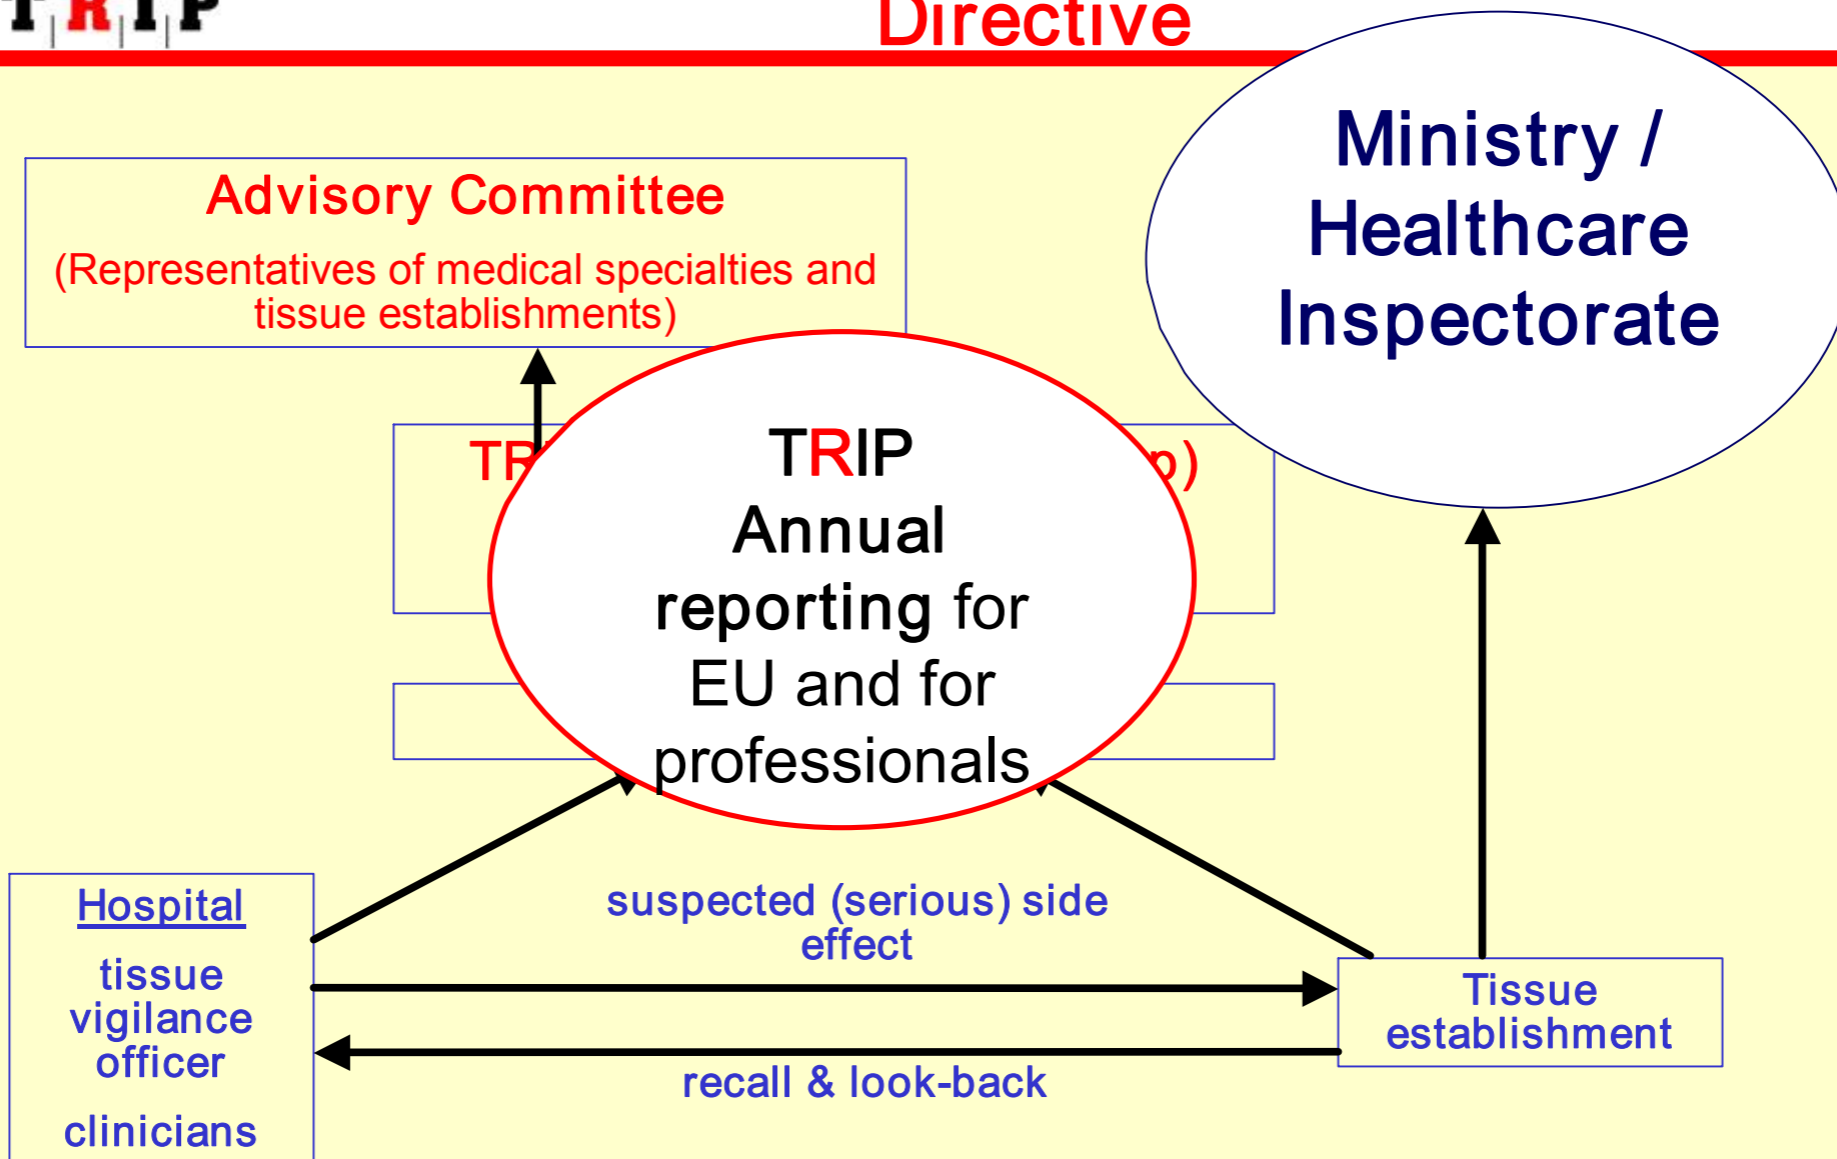 TRIP
Directive
Advisory Committee
(Representatives of medical specialties and
tissue establishments)
Ministry /
Healthcare
Inspectorate
TRIP
Annual
reporting for
EU and for
professionals
Hospital
tissue
vigilance
officer
clinicians
suspected (serious) side
effect
recall & look-back
Tissue
establishment